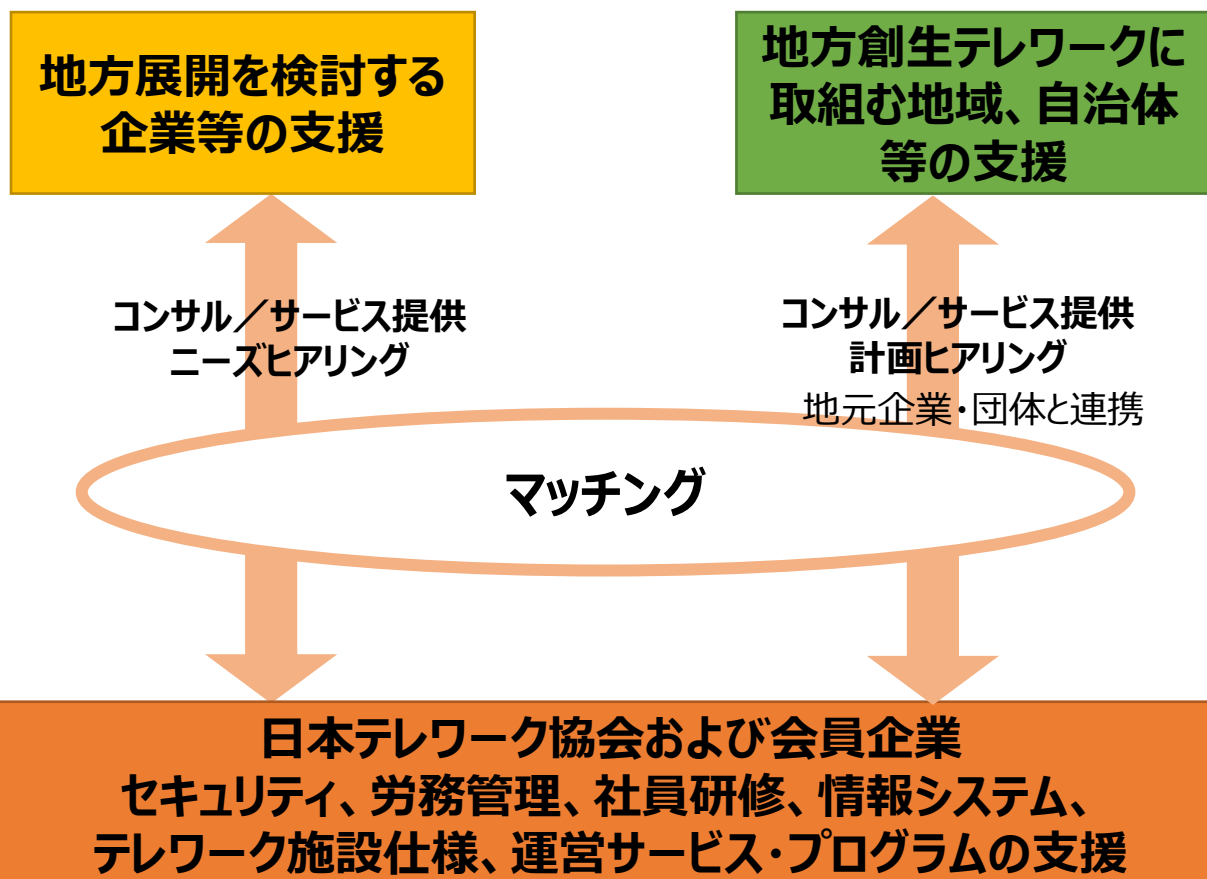 地方展開を検討する
企業等の支援
地方創生テレワークに
取組む地域、自治体
等の支援
コンサル／サービス提供
ニーズヒアリング
コンサル／サービス提供
計画ヒアリング
地元企業・団体と連携
マッチング
日本テレワーク協会および会員企業
セキュリティ、労務管理、社員研修、情報システム、
テレワーク施設仕様、運営サービス・プログラムの支援